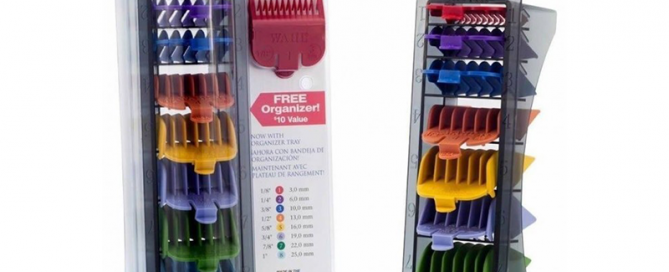 WAHL
FREE
Organizer!
$10 Value
NOW WITH
ORGANIZER TRAY
¡AHORA CON BANDEJA DE
ORGANIZACIÓN!
MAINTENANT AVEC
PLATEAU DE RANGEMENT!
1/8" 1 3,0 mm
1/4" 2 6,0 mm
3/8" 3 10,0 mm
1/2" 4 13,0 mm
5/8" 5 16,0 mm
3/4" 6 19,0 mm
7/8" 7 22,0 mm
1" 8 25,0 mm